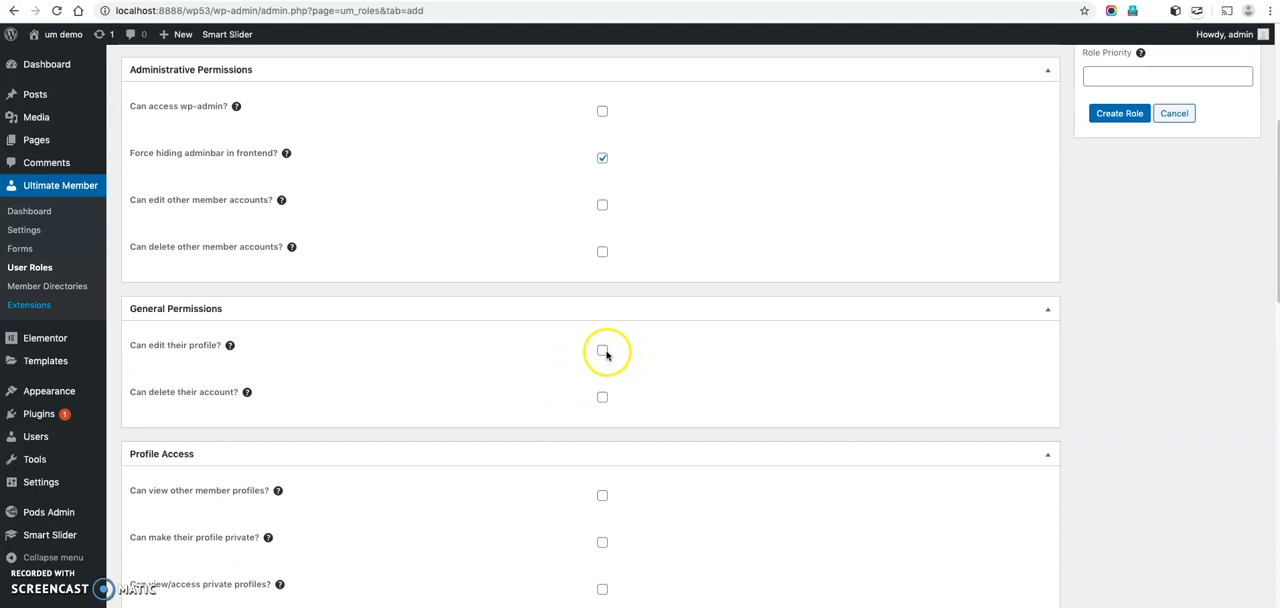 localhost:8888/wp53/wp-admin/admin.php?page=um_roles&tab=add
um demo 1 0 New Smart Slider Howdy, admin
Dashboard
Posts
Media
Pages
Comments
Ultimate Member
Dashboard
Settings
Forms
User Roles
Member Directories
Extensions
Elementor
Templates
Appearance
Plugins 1
Users
Tools
Settings
Pods Admin
Smart Slider
Collapse menu
RECORDED WITH
SCREENCAST MATIC
Administrative Permissions
Can access wp-admin? ?
Force hiding adminbar in frontend? ?
Can edit other member accounts? ?
Can delete other member accounts? ?
General Permissions
Can edit their profile? ?
Can delete their account? ?
Profile Access
Can view other member profiles? ?
Can make their profile private? ?
Can view/access private profiles? ?
Role Priority ?
Create Role Cancel